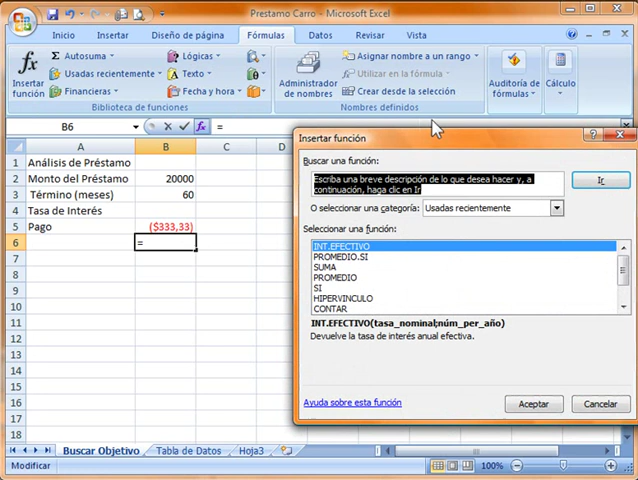 Prestamo Carro - Microsoft Excel
Inicio
Insertar
Diseño de página
Fórmulas
Datos
Revisar
Vista
fx
Insertar función
Σ Autosuma
Usadas recientemente
Financieras
Lógicas
Texto
Fecha y hora
Biblioteca de funciones
Administrador de nombres
Asignar nombre a un rango
Utilizar en la fórmula
Crear desde la selección
Nombres definidos
Auditoría de fórmulas
Cálculo
B6
fx
=
A B C D
1 Análisis de Préstamo
2 Monto del Préstamo 20000
3 Término (meses) 60
4 Tasa de Interés
5 Pago ($333,33)
6 =
7
8
9
10
11
12
13
14
15
16
17
18
Insertar función
Buscar una función:
Escriba una breve descripción de lo que desea hacer y, a
continuación, haga clic en Ir
Ir
O seleccionar una categoría: Usadas recientemente
Seleccionar una función:
INT.EFECTIVO
PROMEDIO.SI
SUMA
PROMEDIO
SI
HIPERVINCULO
CONTAR
INT.EFECTIVO(tasa_nominal;núm_per_año)
Devuelve la tasa de interés anual efectiva.
Ayuda sobre esta función
Aceptar
Cancelar
Buscar Objetivo
Tabla de Datos
Hoja3
Modificar
100%